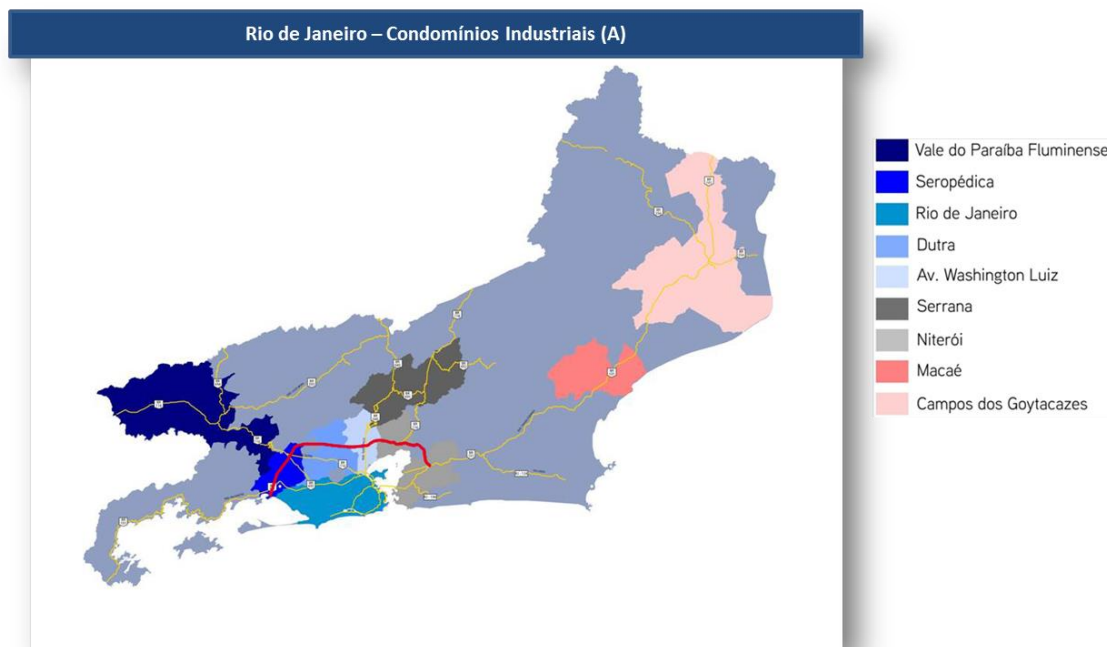 Rio de Janeiro – Condomínios Industriais (A)
Vale do Paraíba Fluminense
Seropédica
Rio de Janeiro
Dutra
Av. Washington Luiz
Serrana
Niterói
Macaé
Campos dos Goytacazes